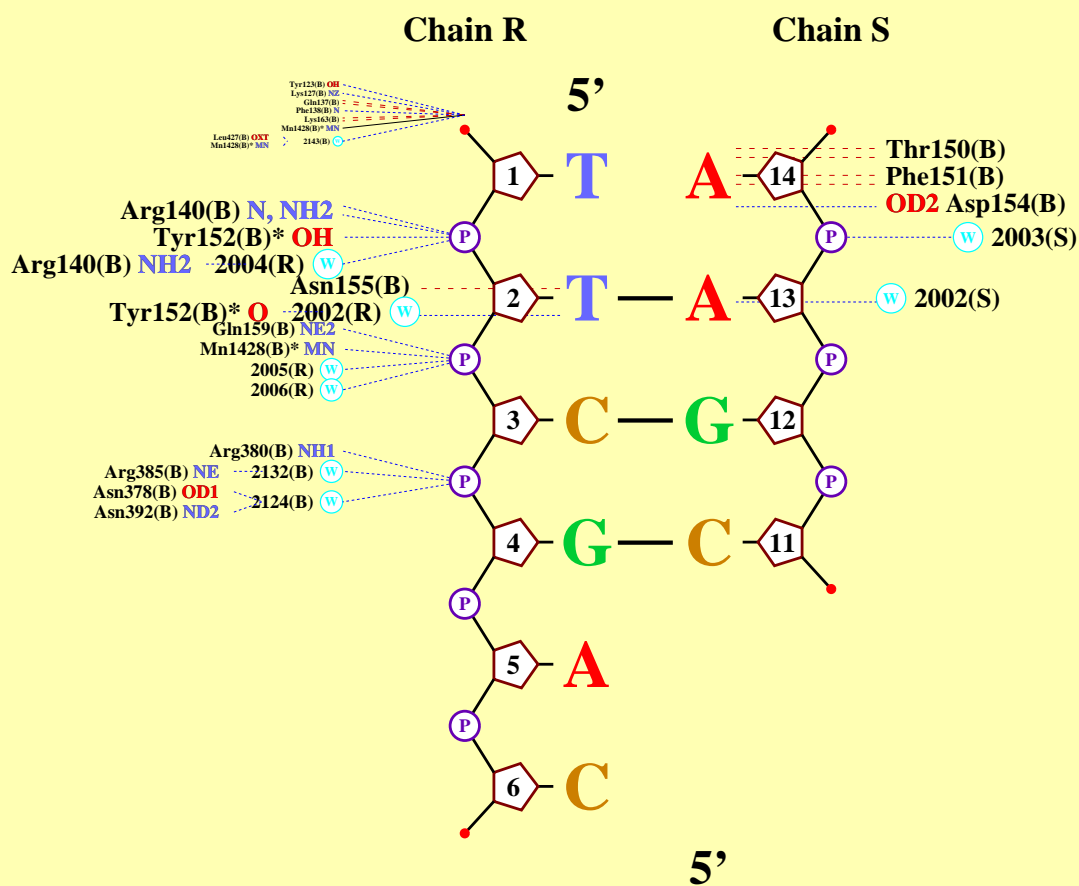 Chain R Chain S
5’
Tyr123(B) OH
Lys127(B) NZ
Gln137(B)
Phe138(B) N
Lys163(B)
Mn1428(B)* MN
Leu427(B) OXT
2143(B) W
Mn1428(B)* MN
1 T A 14
Thr150(B)
Phe151(B)
OD2 Asp154(B)
Arg140(B) N, NH2
Tyr152(B)* OH P P W 2003(S)
Arg140(B) NH2 2004(R) W
Asn155(B)
2 T A 13 W 2002(S)
Tyr152(B)* O 2002(R) W
Gln159(B) NE2
Mn1428(B)* MN P P
2005(R) W
2006(R) W
3 C G 12
Arg380(B) NH1
Arg385(B) NE 2132(B) W P P
Asn378(B) OD1
2124(B) W
Asn392(B) ND2
4 G C 11
P
5 A
P
6 C
5’